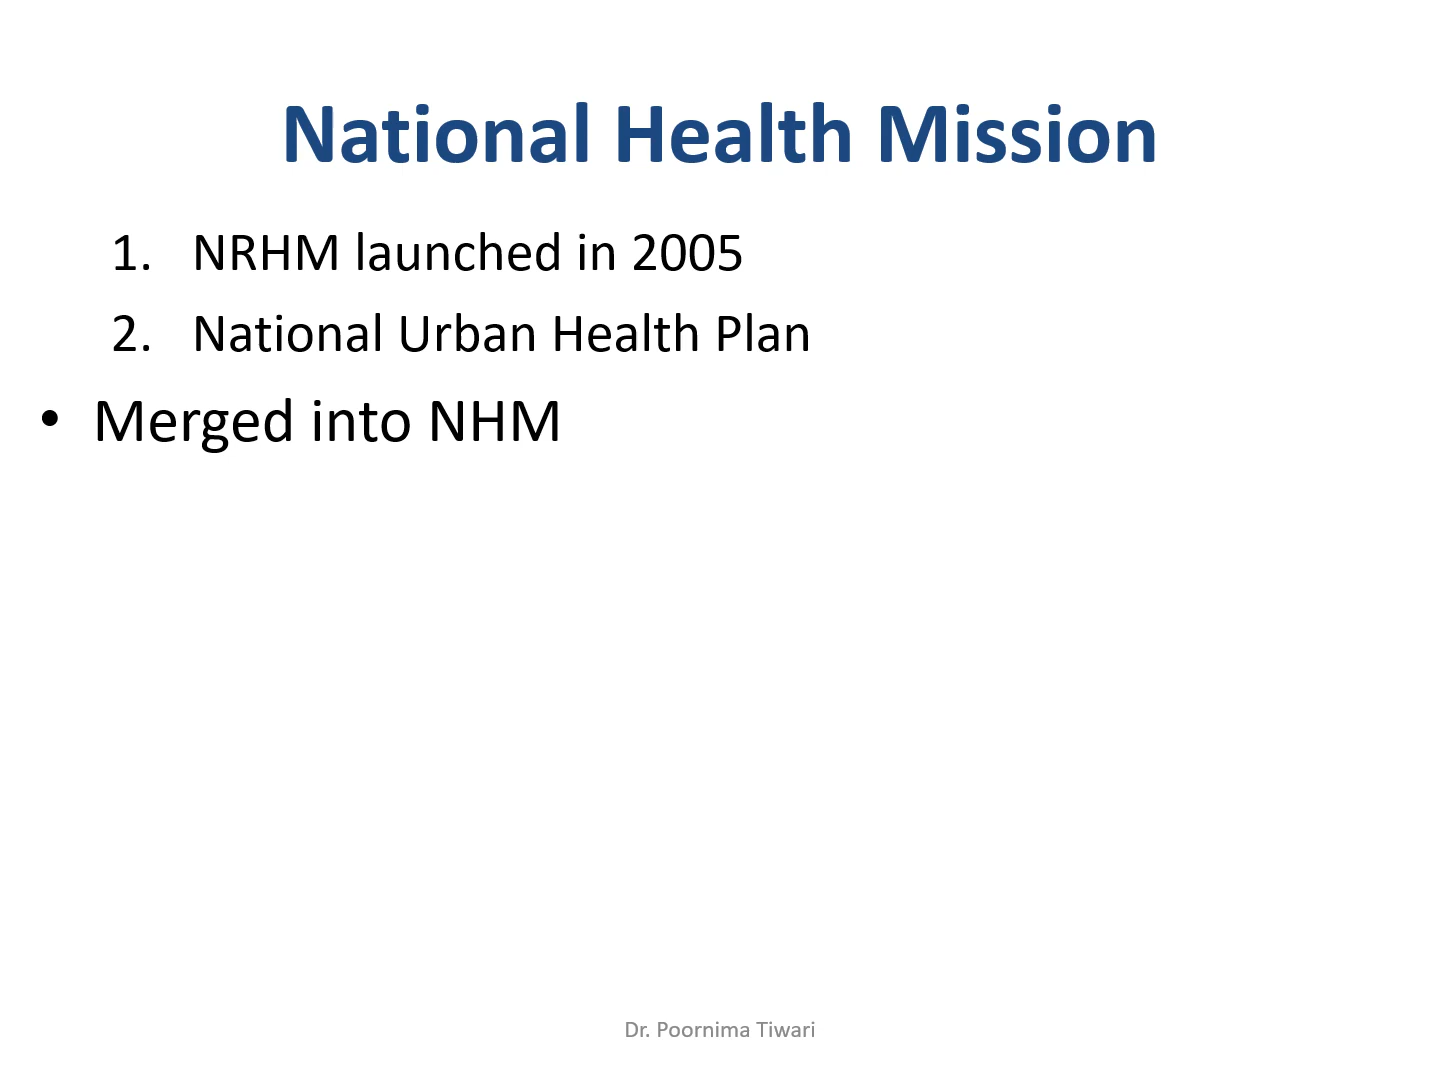 National Health Mission
1. NRHM launched in 2005
2. National Urban Health Plan
• Merged into NHM
Dr. Poornima Tiwari